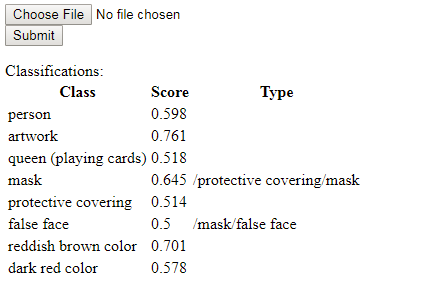 Choose File No file chosen
Submit
Classifications:
Class Score Type
person 0.598
artwork 0.761
queen (playing cards) 0.518
mask 0.645 /protective covering/mask
protective covering 0.514
false face 0.5 /mask/false face
reddish brown color 0.701
dark red color 0.578